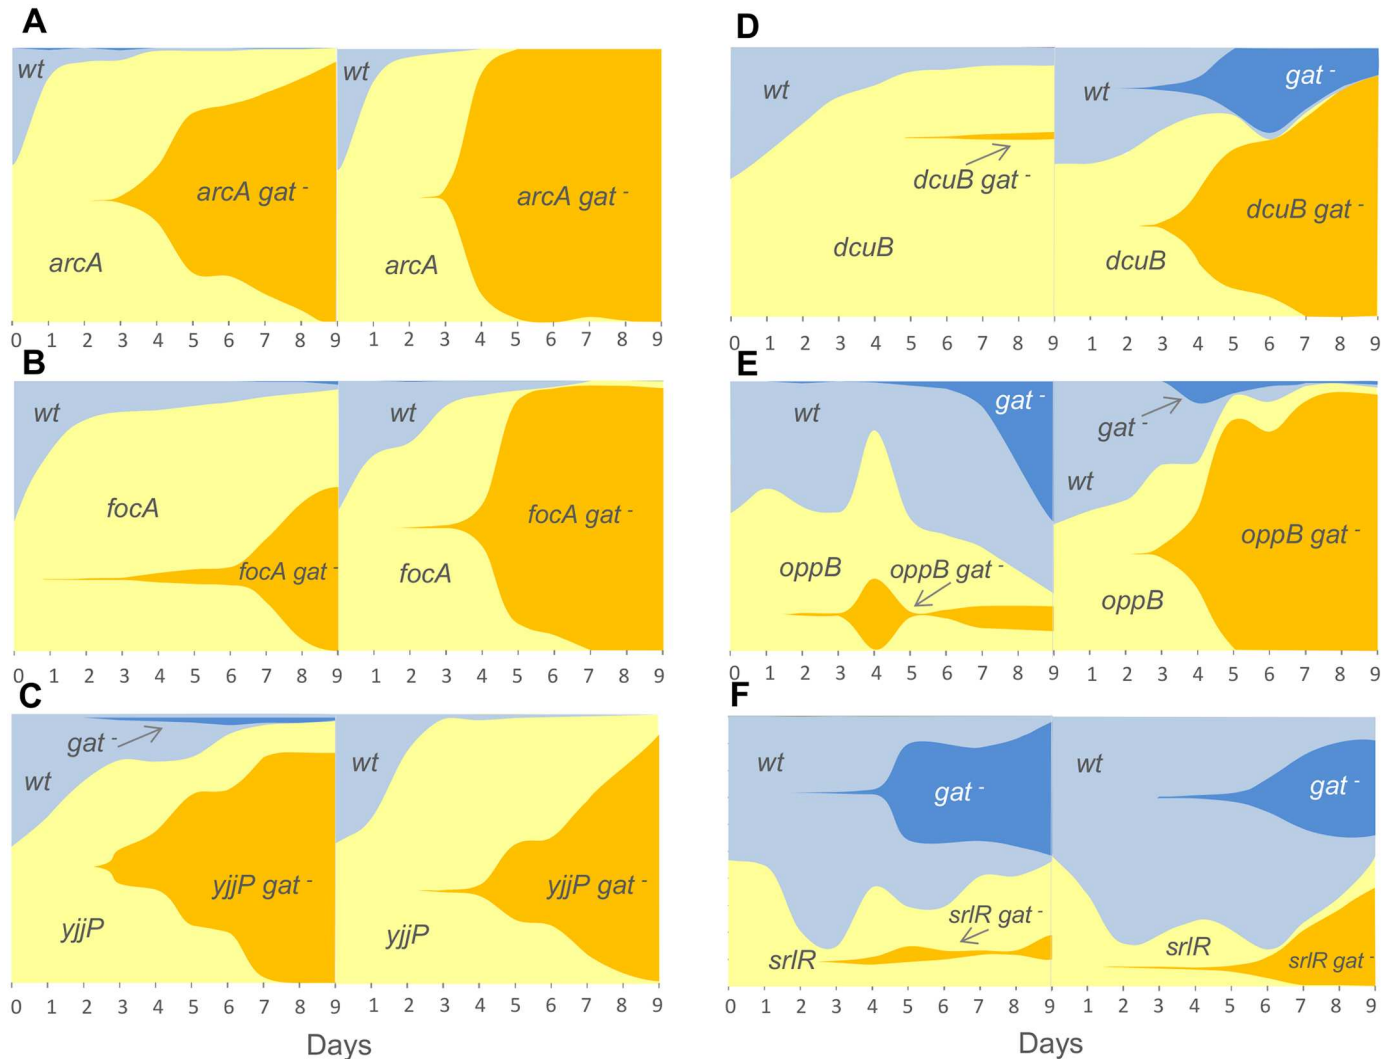 A
wt
arcA gat -
arcA
0 1 2 3 4 5 6 7 8 9
wt
arcA gat -
arcA
1 2 3 4 5 6 7 8 9
B
wt
focA
focA gat -
0 1 2 3 4 5 6 7 8 9
wt
focA gat -
focA
1 2 3 4 5 6 7 8 9
C
gat -
wt
yjjP gat -
yjjP
0 1 2 3 4 5 6 7 8 9
wt
yjjP gat -
yjjP
1 2 3 4 5 6 7 8 9
Days
D
wt
dcuB gat -
dcuB
0 1 2 3 4 5 6 7 8 9
gat -
wt
dcuB gat -
dcuB
1 2 3 4 5 6 7 8 9
E
wt
gat -
oppB
oppB gat -
0 1 2 3 4 5 6 7 8 9
gat -
wt
oppB gat -
oppB
1 2 3 4 5 6 7 8 9
F
wt
gat -
srlR gat -
srlR
0 1 2 3 4 5 6 7 8 9
wt
gat -
srlR
srlR gat -
1 2 3 4 5 6 7 8 9
Days